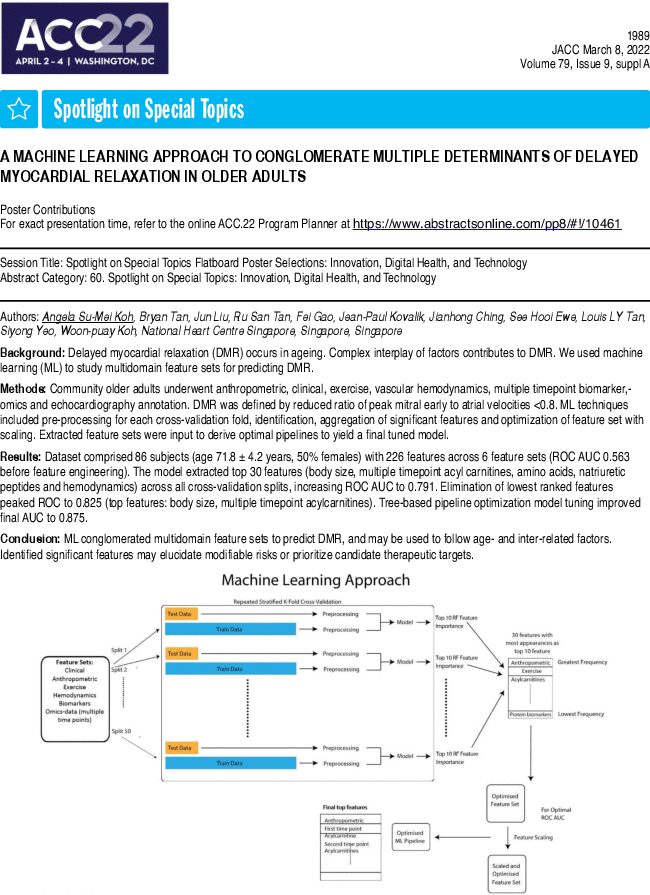 ACC22
APRIL 2 – 4 | WASHINGTON, DC
1989
JACC March 8, 2022
Volume 79, Issue 9, suppl A
Spotlight on Special Topics
A MACHINE LEARNING APPROACH TO CONGLOMERATE MULTIPLE DETERMINANTS OF DELAYED
MYOCARDIAL RELAXATION IN OLDER ADULTS
Poster Contributions
For exact presentation time, refer to the online ACC.22 Program Planner at https://www.abstractsonline.com/pp8/#!/10461
Session Title: Spotlight on Special Topics Flatboard Poster Selections: Innovation, Digital Health, and Technology
Abstract Category: 60. Spotlight on Special Topics: Innovation, Digital Health, and Technology
Authors: Angela Su-Mei Koh, Bryan Tan, Jun Liu, Ru San Tan, Fei Gao, Jean-Paul Kovalik, Jianhong Ching, See Hooi Ewe, Louis LY Tan,
Siyong Yeo, Woon-puay Koh, National Heart Centre Singapore, Singapore, Singapore
Background: Delayed myocardial relaxation (DMR) occurs in ageing. Complex interplay of factors contributes to DMR. We used machine
learning (ML) to study multidomain feature sets for predicting DMR.
Methods: Community older adults underwent anthropometric, clinical, exercise, vascular hemodynamics, multiple timepoint biomarker,-
omics and echocardiography annotation. DMR was defined by reduced ratio of peak mitral early to atrial velocities <0.8. ML techniques
included pre-processing for each cross-validation fold, identification, aggregation of significant features and optimization of feature set with
scaling. Extracted feature sets were input to derive optimal pipelines to yield a final tuned model.
Results: Dataset comprised 86 subjects (age 71.8 ± 4.2 years, 50% females) with 226 features across 6 feature sets (ROC AUC 0.563
before feature engineering). The model extracted top 30 features (body size, multiple timepoint acyl carnitines, amino acids, natriuretic
peptides and hemodynamics) across all cross-validation splits, increasing ROC AUC to 0.791. Elimination of lowest ranked features
peaked ROC to 0.825 (top features: body size, multiple timepoint acylcarnitines). Tree-based pipeline optimization model tuning improved
final AUC to 0.875.
Conclusion: ML conglomerated multidomain feature sets to predict DMR, and may be used to follow age- and inter-related factors.
Identified significant features may elucidate modifiable risks or prioritize candidate therapeutic targets.
Machine Learning Approach
Repeated Stratified K-Fold Cross-Validation
Feature Sets:
Clinical
Anthropometric
Exercise
Hemodynamics
Biomarkers
Omics-data (multiple
time points)
Split 1
Split 2
Split 50
Test Data
Preprocessing
Train Data
Preprocessing
Model
Top 10 RF Feature
Importance
Test Data
Preprocessing
Train Data
Preprocessing
Model
Top 10 RF Feature
Importance
Test Data
Preprocessing
Train Data
Preprocessing
Model
Top 10 RF Feature
Importance
30 features with
most appearances as
top 10 feature
Anthropometric
Exercise
Acylcarnitines
Protein biomarkers
Greatest Frequency
Lowest Frequency
Optimised
Feature Set
For Optimal
ROC AUC
Feature Scaling
Scaled and
Optimised
Feature Set
Optimised
ML Pipeline
Final top features
Anthropometric
First time point
Acylcarnitine
Second time point
Acylcarnitines